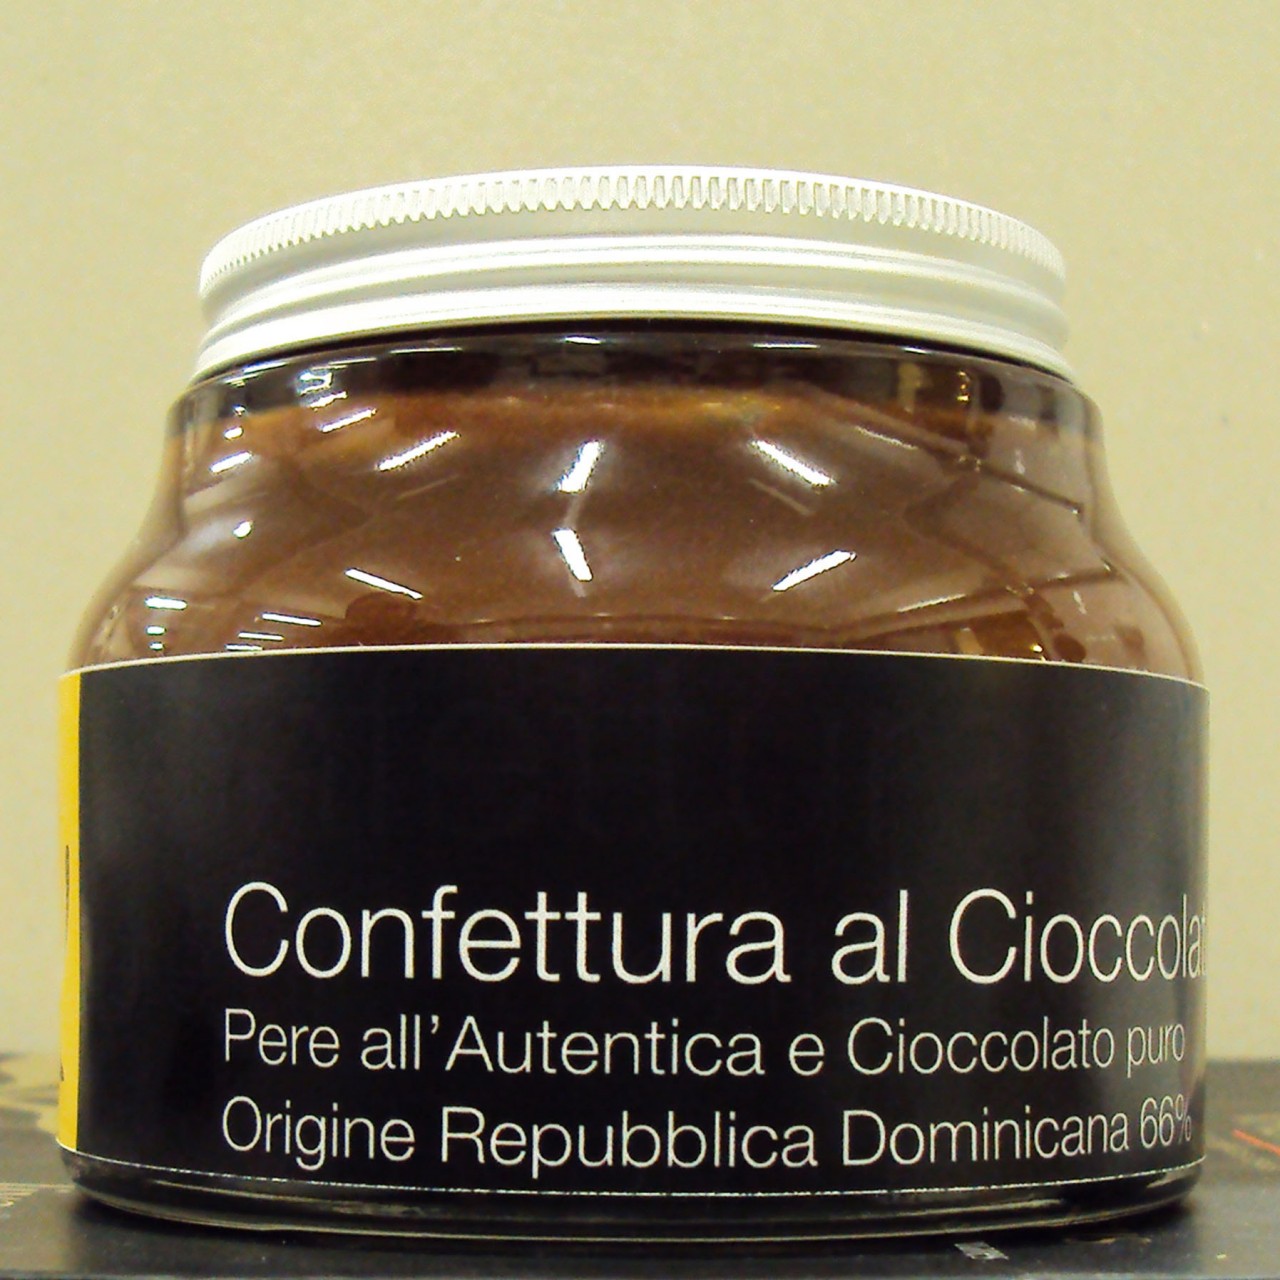 Confettura al Cioccolat
Pere all'Autentica e Cioccolato puro
Origine Repubblica Dominicana 66%